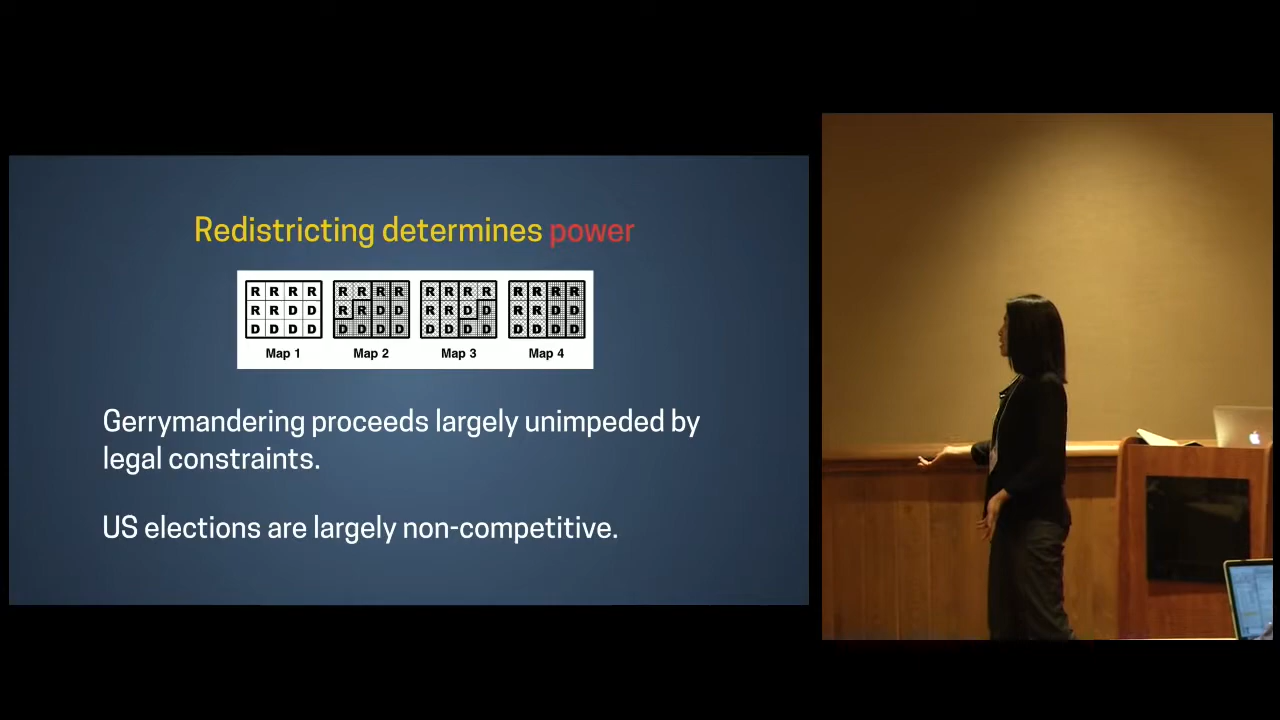 Redistricting determines power
R R R R R R R R R R R R R R R R
R R D D R R D D R R D D R R D D
D D D D D D D D D D D D D D D D
Map 1 Map 2 Map 3 Map 4
Gerrymandering proceeds largely unimpeded by
legal constraints.
US elections are largely non-competitive.